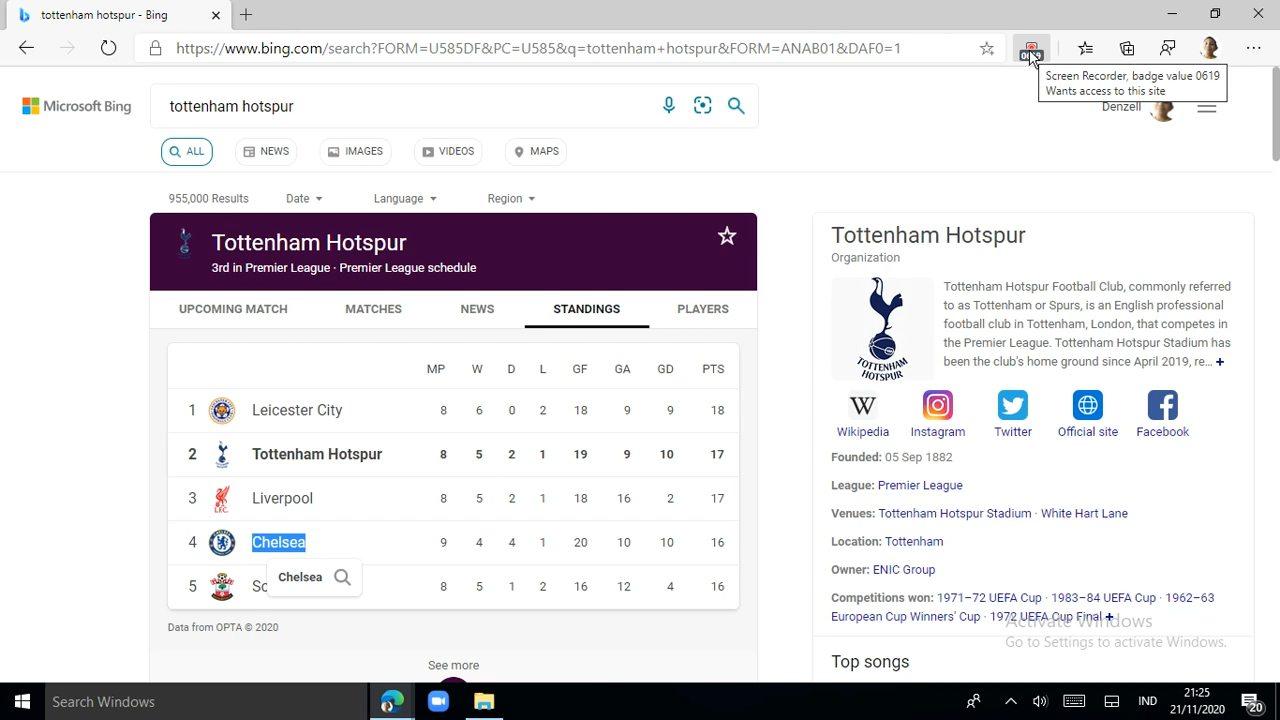 tottenham hotspur - Bing
https://www.bing.com/search?FORM=U585DF&PC=U585&q=tottenham+hotspur&FORM=ANAB01&DAF0=1
Screen Recorder, badge value 0619
Wants access to this site
Microsoft Bing
tottenham hotspur
Denzell
ALL NEWS IMAGES VIDEOS MAPS
955,000 Results Date Language Region
Tottenham Hotspur
3rd in Premier League · Premier League schedule
UPCOMING MATCH MATCHES NEWS STANDINGS PLAYERS
MP W D L GF GA GD PTS
1 Leicester City 8 6 0 2 18 9 9 18
2 Tottenham Hotspur 8 5 2 1 19 9 10 17
3 Liverpool 8 5 2 1 18 16 2 17
4 Chelsea 9 4 4 1 20 10 10 16
Chelsea
5 So 8 5 1 2 16 12 4 16
Data from OPTA © 2020
See more
Tottenham Hotspur
Organization
TOTTENHAM
HOTSPUR
Tottenham Hotspur Football Club, commonly referred
to as Tottenham or Spurs, is an English professional
football club in Tottenham, London, that competes in
the Premier League. Tottenham Hotspur Stadium has
been the club's home ground since April 2019, re... +
Wikipedia Instagram Twitter Official site Facebook
Founded: 05 Sep 1882
League: Premier League
Venues: Tottenham Hotspur Stadium · White Hart Lane
Location: Tottenham
Owner: ENIC Group
Competitions won: 1971–72 UEFA Cup · 1983–84 UEFA Cup · 1962–63
European Cup Winners' Cup · 1972 UEFA Cup Final +
Activate Windows
Go to Settings to activate Windows.
Top songs
Search Windows
IND
21:25
21/11/2020
20